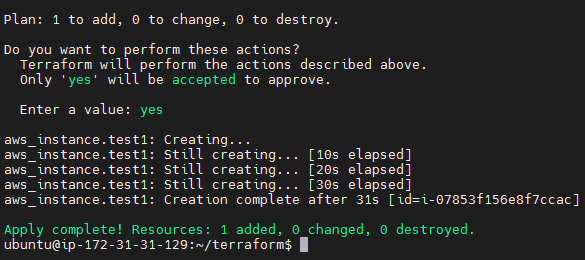 Plan: 1 to add, 0 to change, 0 to destroy.
Do you want to perform these actions?
Terraform will perform the actions described above.
Only 'yes' will be accepted to approve.
Enter a value: yes
aws_instance.test1: Creating...
aws_instance.test1: Still creating... [10s elapsed]
aws_instance.test1: Still creating... [20s elapsed]
aws_instance.test1: Still creating... [30s elapsed]
aws_instance.test1: Creation complete after 31s [id=i-07853f156e8f7ccac]
Apply complete! Resources: 1 added, 0 changed, 0 destroyed.
ubuntu@ip-172-31-31-129:~/terraform$